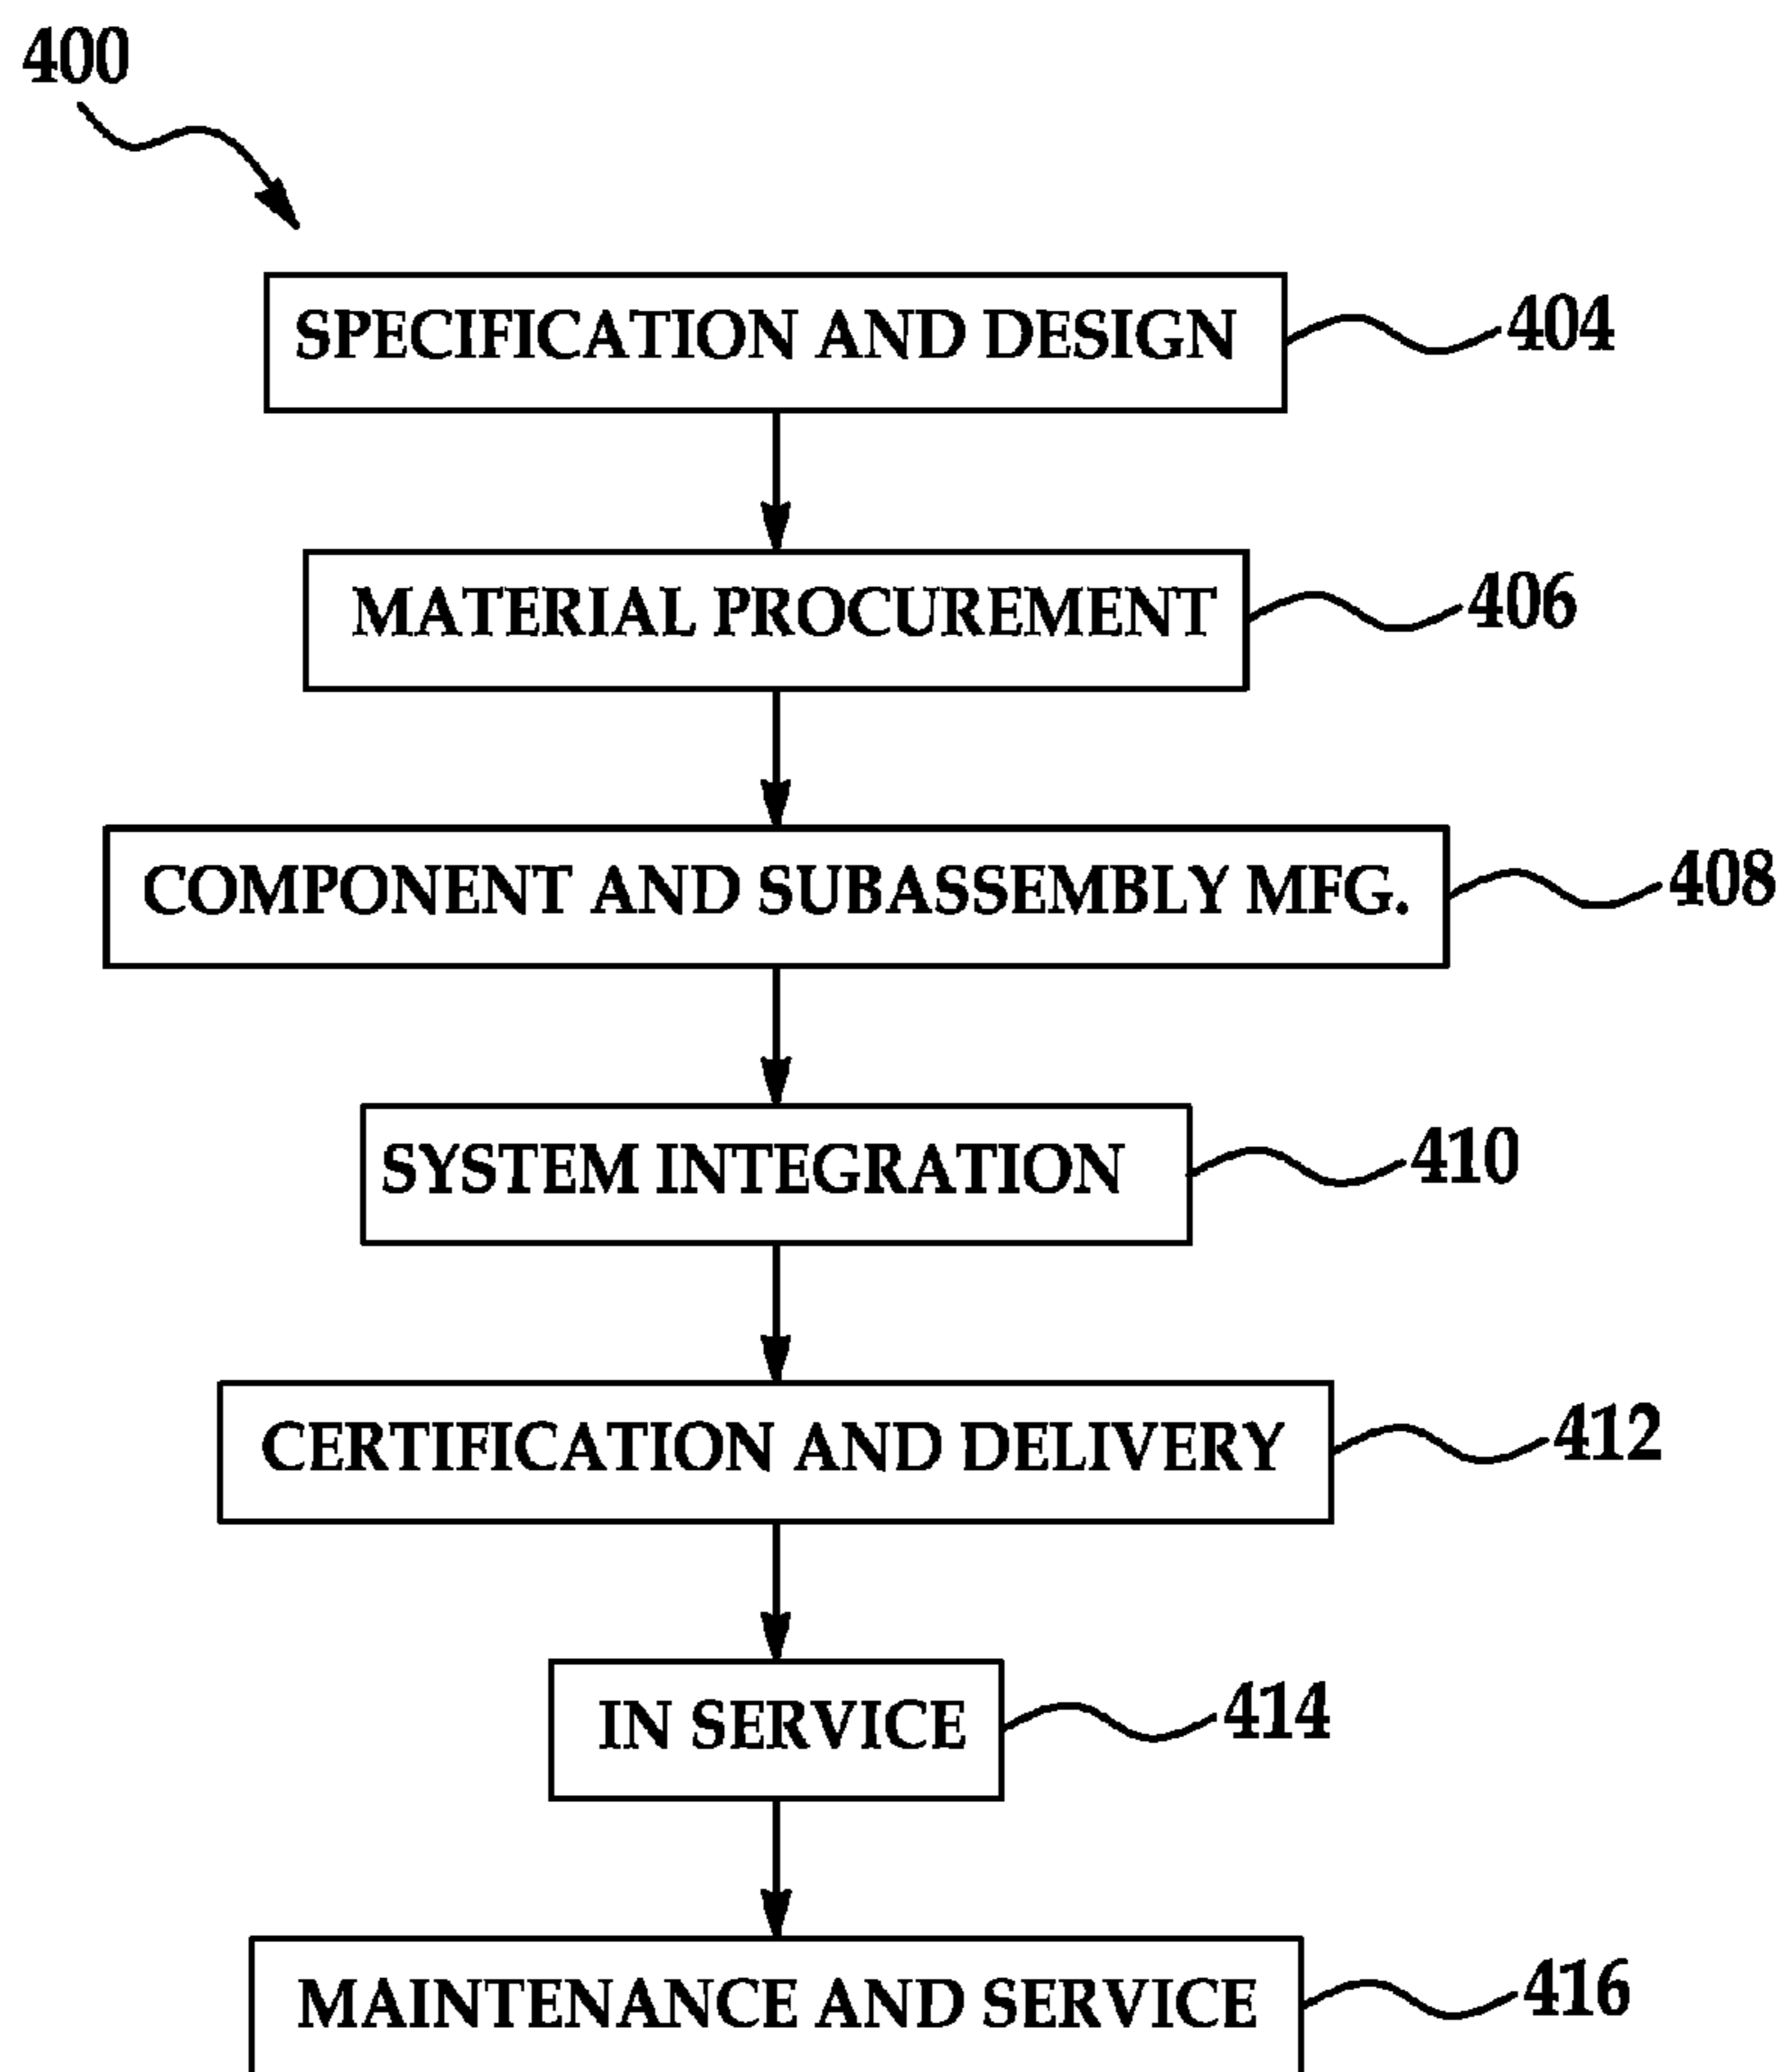 400
SPECIFICATION AND DESIGN 404
MATERIAL PROCUREMENT 406
COMPONENT AND SUBASSEMBLY MFG. 408
SYSTEM INTEGRATION 410
CERTIFICATION AND DELIVERY 412
IN SERVICE 414
MAINTENANCE AND SERVICE 416